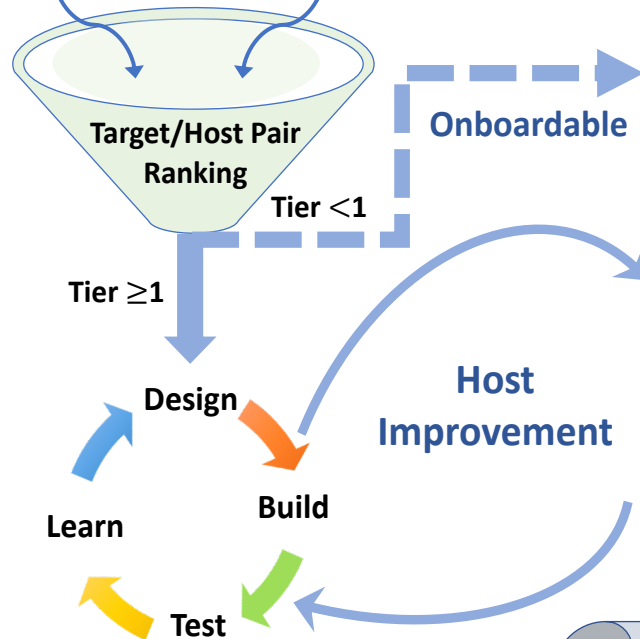 Target/Host Pair
Ranking
Onboardable
Tier <1
Tier ≥1
Design
Host
Improvement
Build
Learn
Test